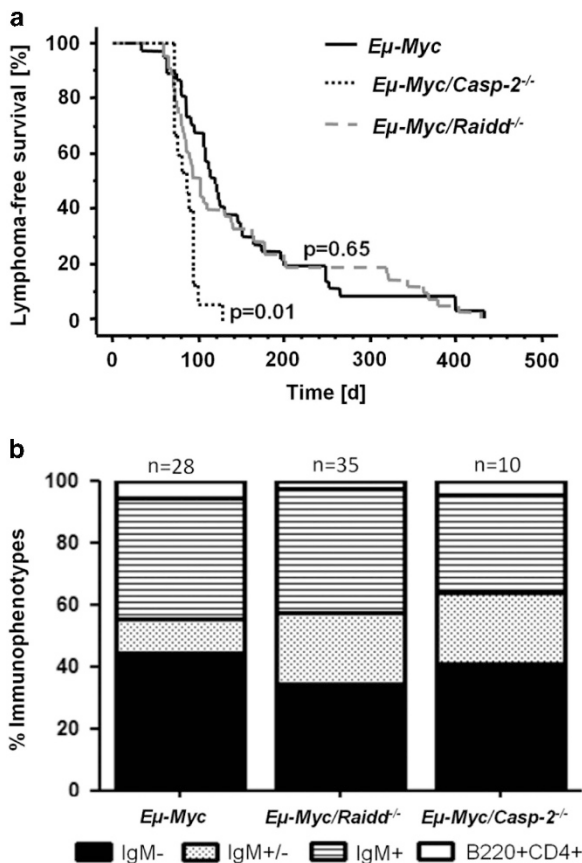 a
Lymphoma-free survival [%]
100
80
60
40
20
0
Eμ-Myc
Eμ-Myc/Casp-2-/-
Eμ-Myc/Raidd-/-
p=0.65
p=0.01
0 100 200 300 400 500
Time [d]
b
n=28 n=35 n=10
% Immunophenotypes
100
80
60
40
20
0
Eμ-Myc Eμ-Myc/Raidd-/- Eμ-Myc/Casp-2-/-
IgM- IgM+/- IgM+ B220+CD4+